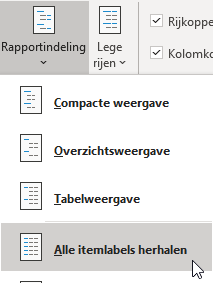 Rapportindeling
Lege
rijen
Rijkoppe
Kolomko
Compacte weergave
Overzichtsweergave
Tabelweergave
Alle itemlabels herhalen